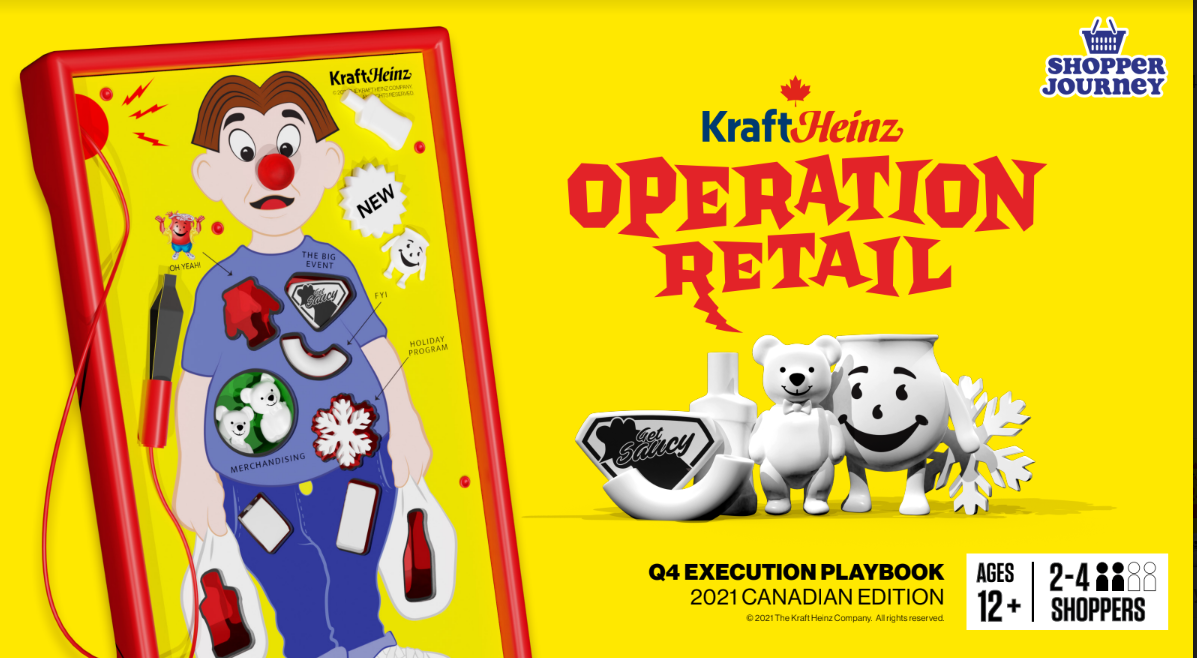 KraftHeinz
© 2021 THE KRAFT HEINZ COMPANY.
ALL RIGHTS RESERVED.
NEW
OH YEAH!
THE BIG
EVENT
Get
Saucy
FYI
HOLIDAY
PROGRAM
MERCHANDISING
SHOPPER
JOURNEY
KraftHeinz
OPERATION
RETAIL
Get
Saucy
Q4 EXECUTION PLAYBOOK
2021 CANADIAN EDITION
© 2021 The Kraft Heinz Company. All rights reserved.
AGES
12+
2-4
SHOPPERS